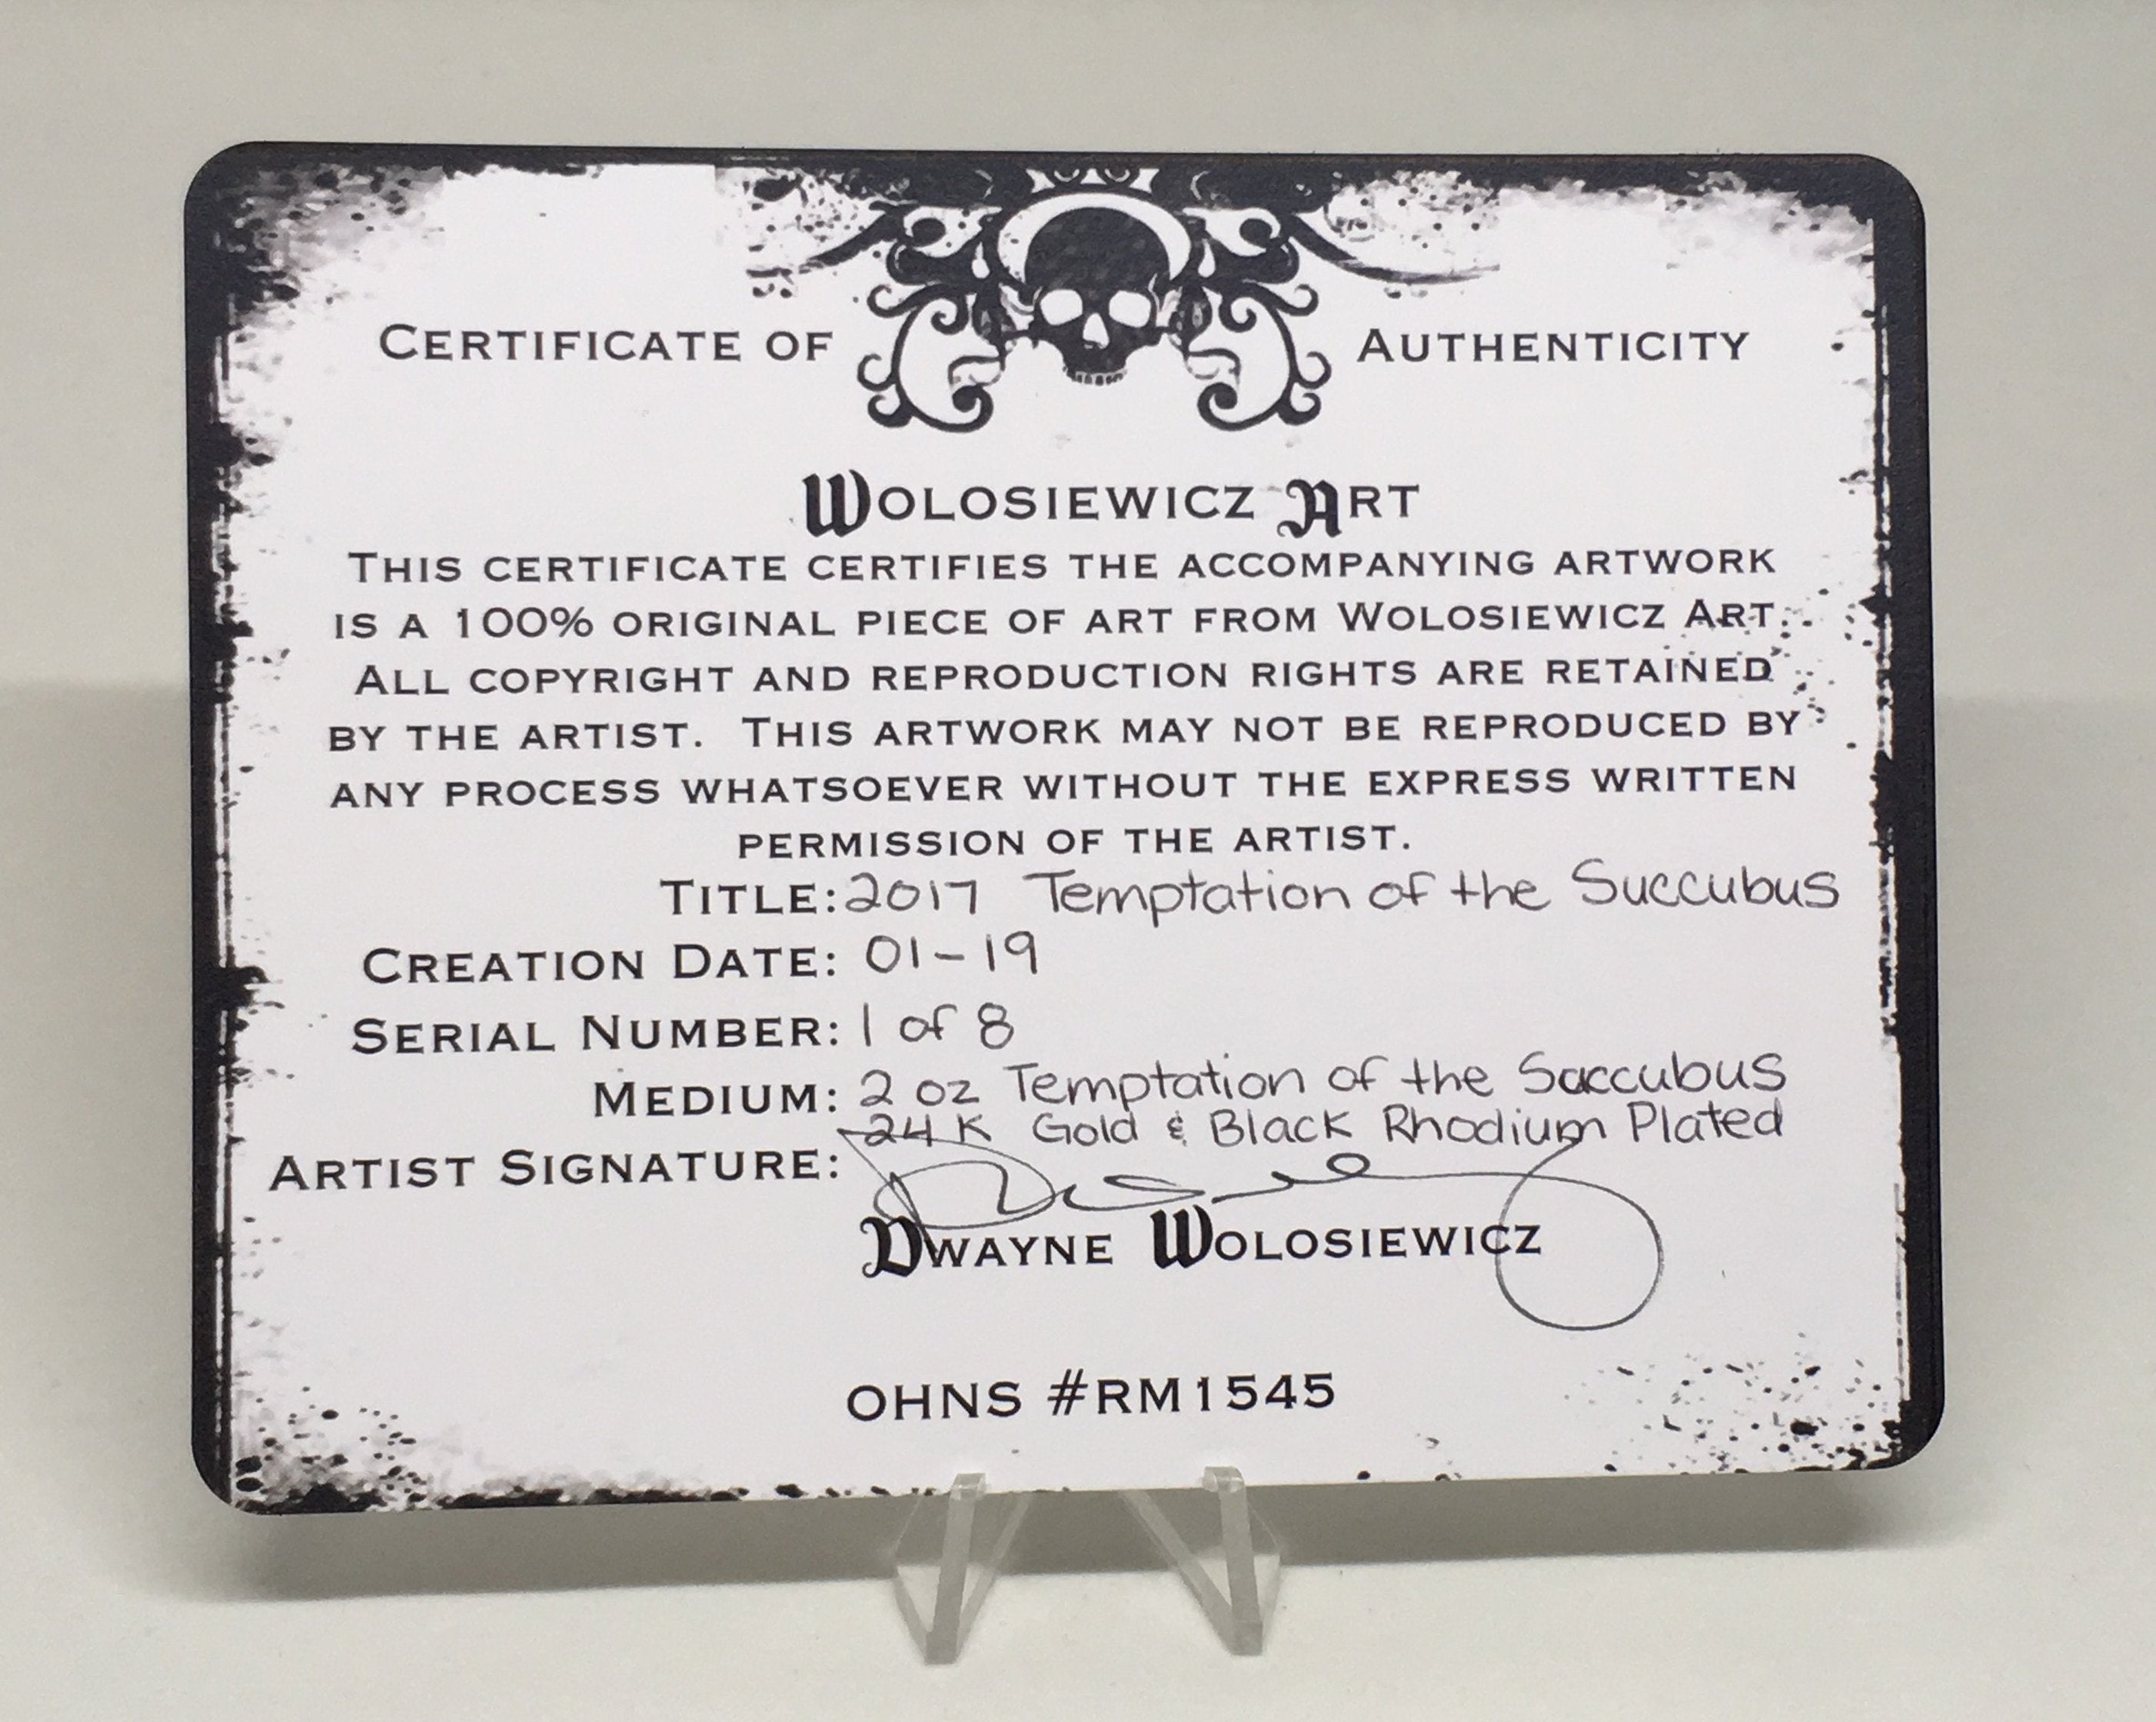 CERTIFICATE OF AUTHENTICITY
WOLOSIEWICZ ART
THIS CERTIFICATE CERTIFIES THE ACCOMPANYING ARTWORK
IS A 100% ORIGINAL PIECE OF ART FROM WOLOSIEWICZ ART.
ALL COPYRIGHT AND REPRODUCTION RIGHTS ARE RETAINED
BY THE ARTIST. THIS ARTWORK MAY NOT BE REPRODUCED BY
ANY PROCESS WHATSOEVER WITHOUT THE EXPRESS WRITTEN
PERMISSION OF THE ARTIST.
TITLE: 2017 Temptation of the Succubus
CREATION DATE: 01-19
SERIAL NUMBER: 1 of 8
MEDIUM: 2 oz Temptation of the Saccubus
24K Gold & Black Rhodium Plated
ARTIST SIGNATURE:
DWAYNE WOLOSIEWICZ
OHNS #RM1545